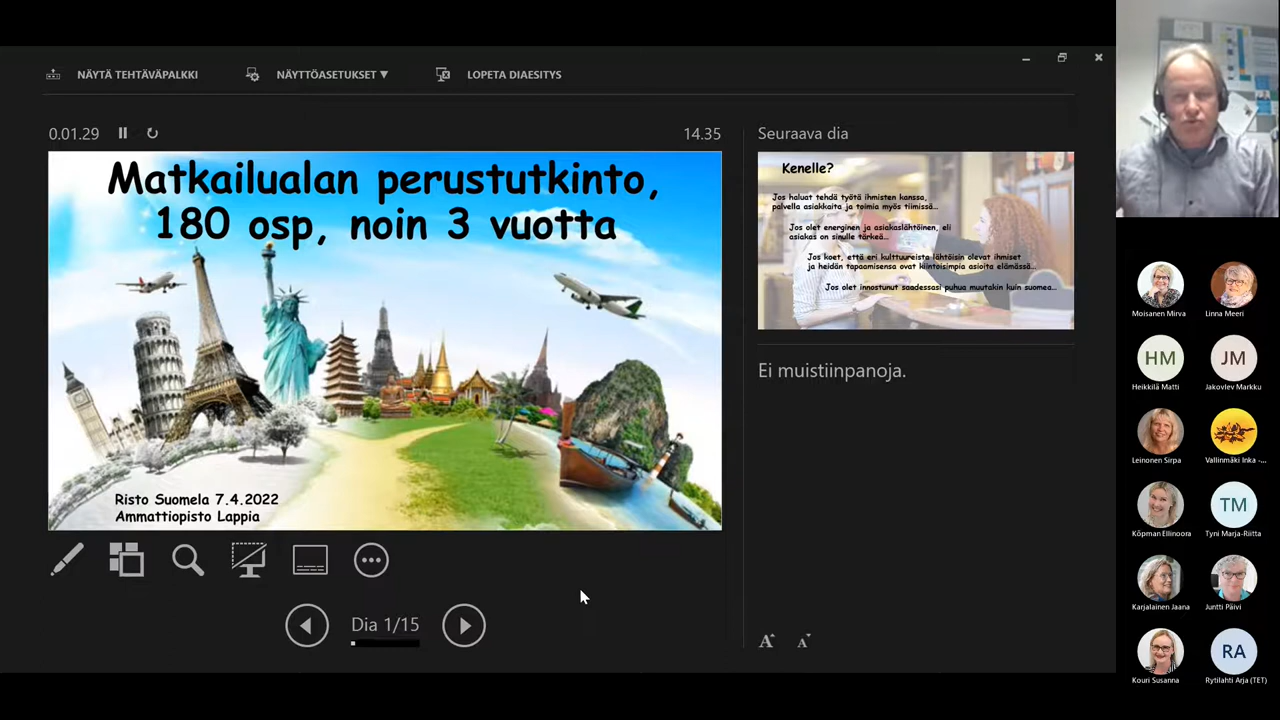 NÄYTÄ TEHTÄVÄPALKKI
NÄYTTÖASETUKSET ▼
LOPETA DIAESITYS
0.01.29
14.35
Matkailualan perustutkinto,
180 osp, noin 3 vuotta
Risto Suomela 7.4.2022
Ammattiopisto Lappia
Dia 1/15
Seuraava dia
Kenelle?
Jos haluat tehdä työtä ihmisten kanssa,
palvella asiakkaita ja toimia myös tiimissä...
Jos olet energinen ja asiakaslähtöinen, eli
asiakas on sinulle tärkeä...
Jos koet, että eri kulttuureista lähtöisin olevat ihmiset
ja heidän tapaamisensa ovat kiintoisimpia asioita elämässä...
Jos olet innostunut saadessasi puhua muutakin kuin suomea...
Ei muistiinpanoja.
A A
Moisanen Mirva
Linna Meeri
HM
JM
Heikkilä Matti
Jakovlev Markku
Leinonen Sirpa
Vallinmäki Inka -...
TM
Köpman Ellinoora
Tyni Marja-Riitta
Karjalainen Jaana
Juntti Päivi
RA
Kouri Susanna
Rytilahti Arja (TET)